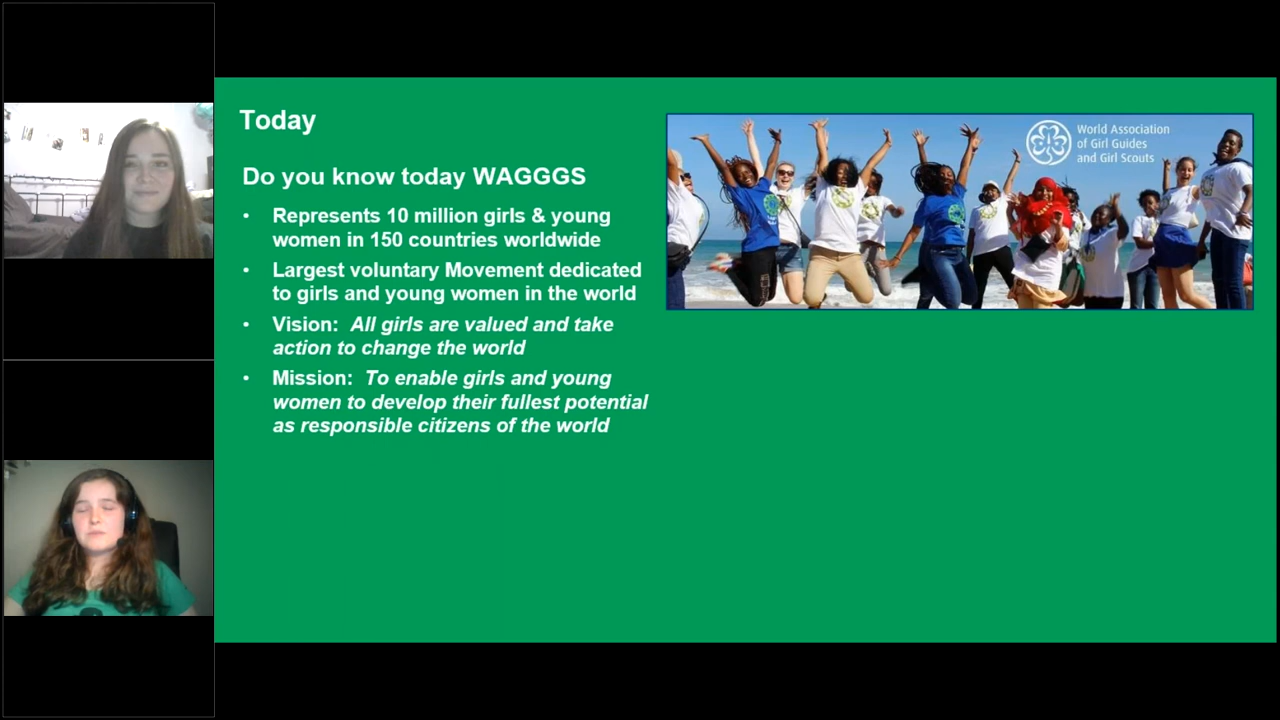 Today
Do you know today WAGGGS
• Represents 10 million girls & young
women in 150 countries worldwide
• Largest voluntary Movement dedicated
to girls and young women in the world
• Vision: All girls are valued and take
action to change the world
• Mission: To enable girls and young
women to develop their fullest potential
as responsible citizens of the world
World Association
of Girl Guides
and Girl Scouts